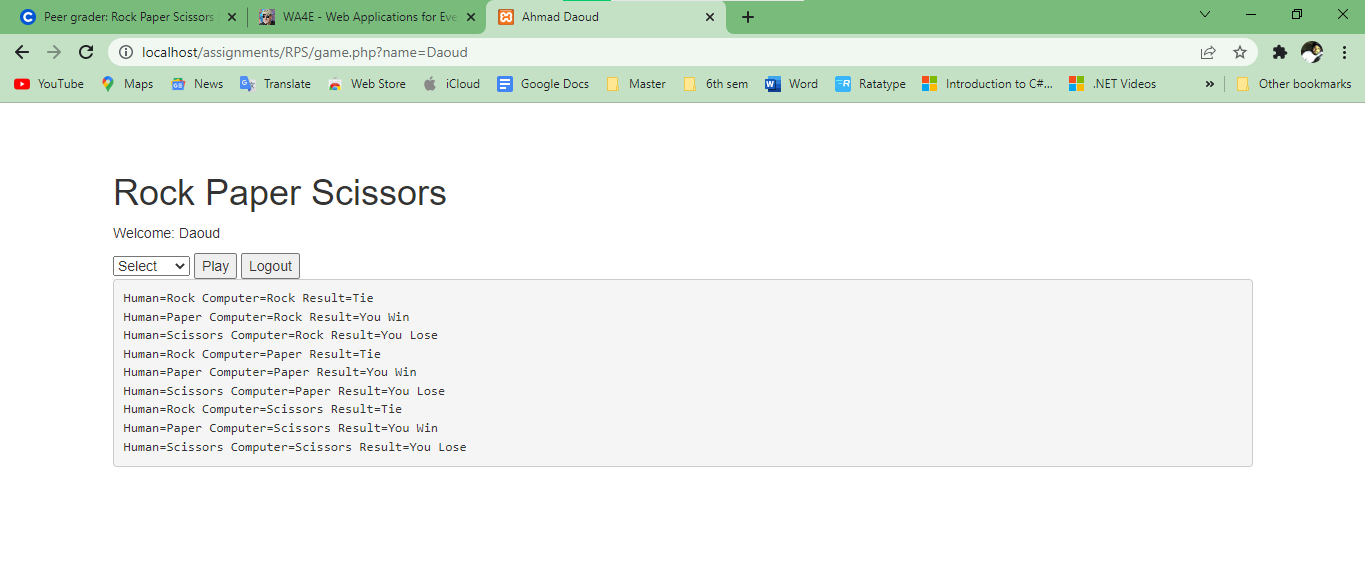 Peer grader: Rock Paper Scissors WA4E - Web Applications for Eve Ahmad Daoud
localhost/assignments/RPS/game.php?name=Daoud
YouTube Maps News Translate Web Store iCloud Google Docs Master 6th sem Word Ratatype Introduction to C#... .NET Videos » Other bookmarks
Rock Paper Scissors
Welcome: Daoud
Select Play Logout
Human=Rock Computer=Rock Result=Tie
Human=Paper Computer=Rock Result=You Win
Human=Scissors Computer=Rock Result=You Lose
Human=Rock Computer=Paper Result=Tie
Human=Paper Computer=Paper Result=You Win
Human=Scissors Computer=Paper Result=You Lose
Human=Rock Computer=Scissors Result=Tie
Human=Paper Computer=Scissors Result=You Win
Human=Scissors Computer=Scissors Result=You Lose